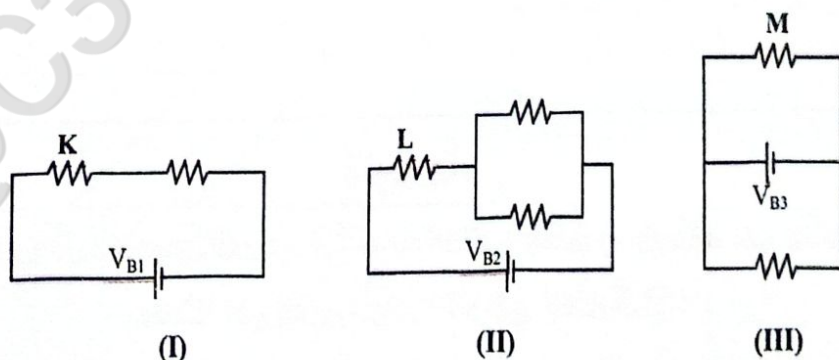 M
K
L
V_B1
V_B2
V_B3
(I)
(II)
(III)